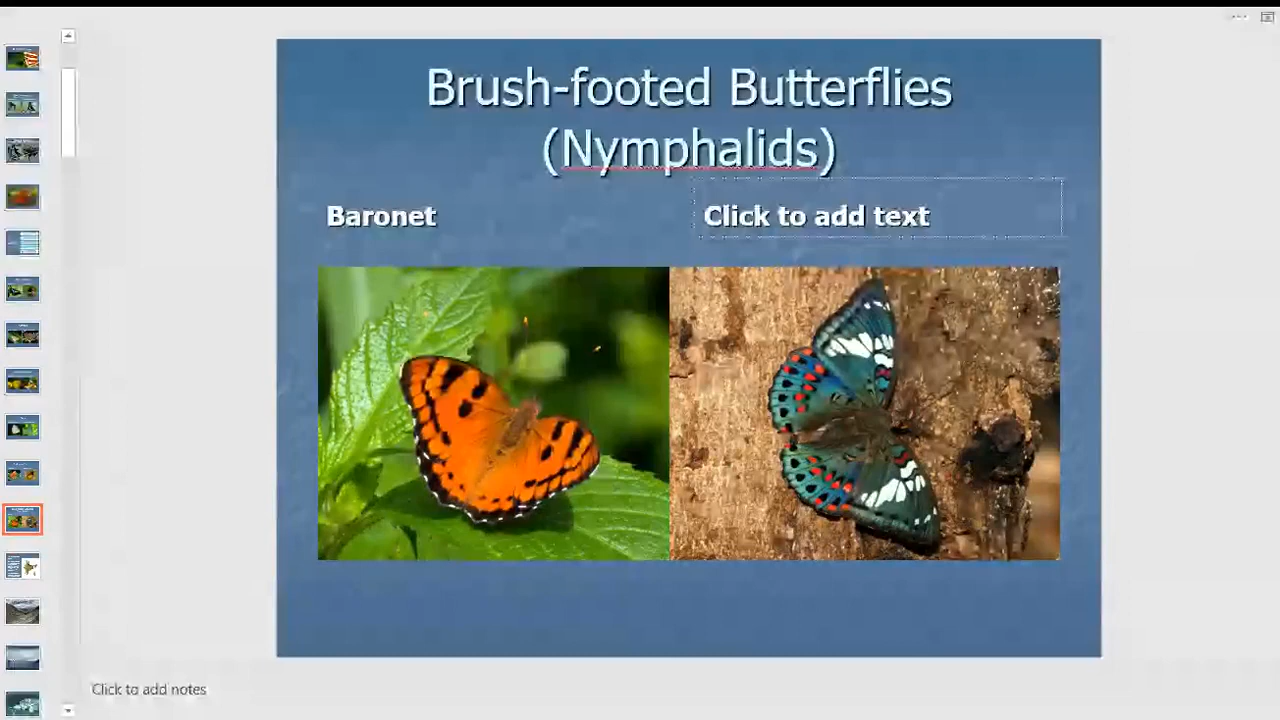 Brush-footed Butterflies
(Nymphalids)
Baronet
Click to add text
Click to add notes